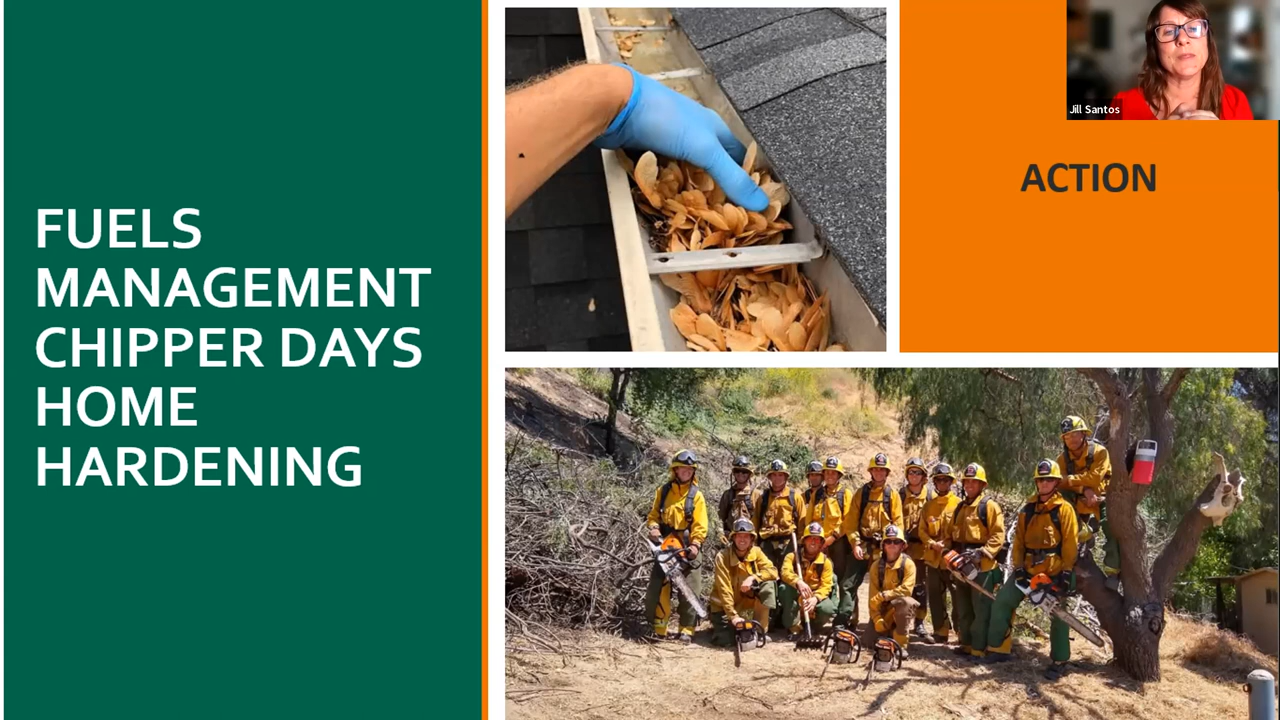 FUELS
MANAGEMENT
CHIPPER DAYS
HOME
HARDENING
ACTION
Jill Santos